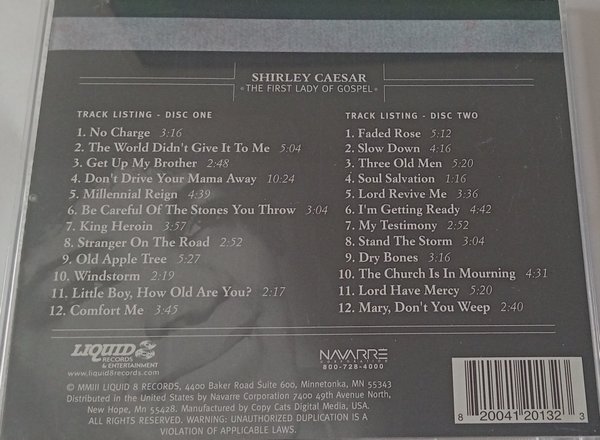 SHIRLEY CAESAR
«THE FIRST LADY OF GOSPEL»
TRACK LISTING - DISC ONE
1. No Charge 3:16
2. The World Didn't Give It To Me 5:04
3. Get Up My Brother 2:48
4. Don't Drive Your Mama Away 10:24
5. Millennial Reign 4:39
6. Be Careful Of The Stones You Throw 3:04
7. King Heroin 3:57
8. Stranger On The Road 2:52
9. Old Apple Tree 5:27
10. Windstorm 2:19
11. Little Boy, How Old Are You? 2:17
12. Comfort Me 3:45
TRACK LISTING - DISC TWO
1. Faded Rose 5:12
2. Slow Down 4:16
3. Three Old Men 5:20
4. Soul Salvation 1:16
5. Lord Revive Me 3:36
6. I'm Getting Ready 4:42
7. My Testimony 2:52
8. Stand The Storm 3:04
9. Dry Bones 3:16
10. The Church Is In Mourning 4:31
11. Lord Have Mercy 5:20
12. Mary, Don't You Weep 2:40
LIQUID 8
RECORDS
& ENTERTAINMENT
www.liquid8records.com
NAVARRE
CORPORATION
800-728-4000
© MMIII LIQUID 8 RECORDS, 4400 Baker Road Suite 600, Minnetonka, MN 55343
Distributed in the United States by Navarre Corporation 7400 49th Avenue North,
New Hope, MN 55428. Manufactured by Copy Cats Digital Media, USA.
ALL RIGHTS RESERVED. WARNING: UNAUTHORIZED DUPLICATION IS A
VIOLATION OF APPLICABLE LAWS.
8 20041 20132 3